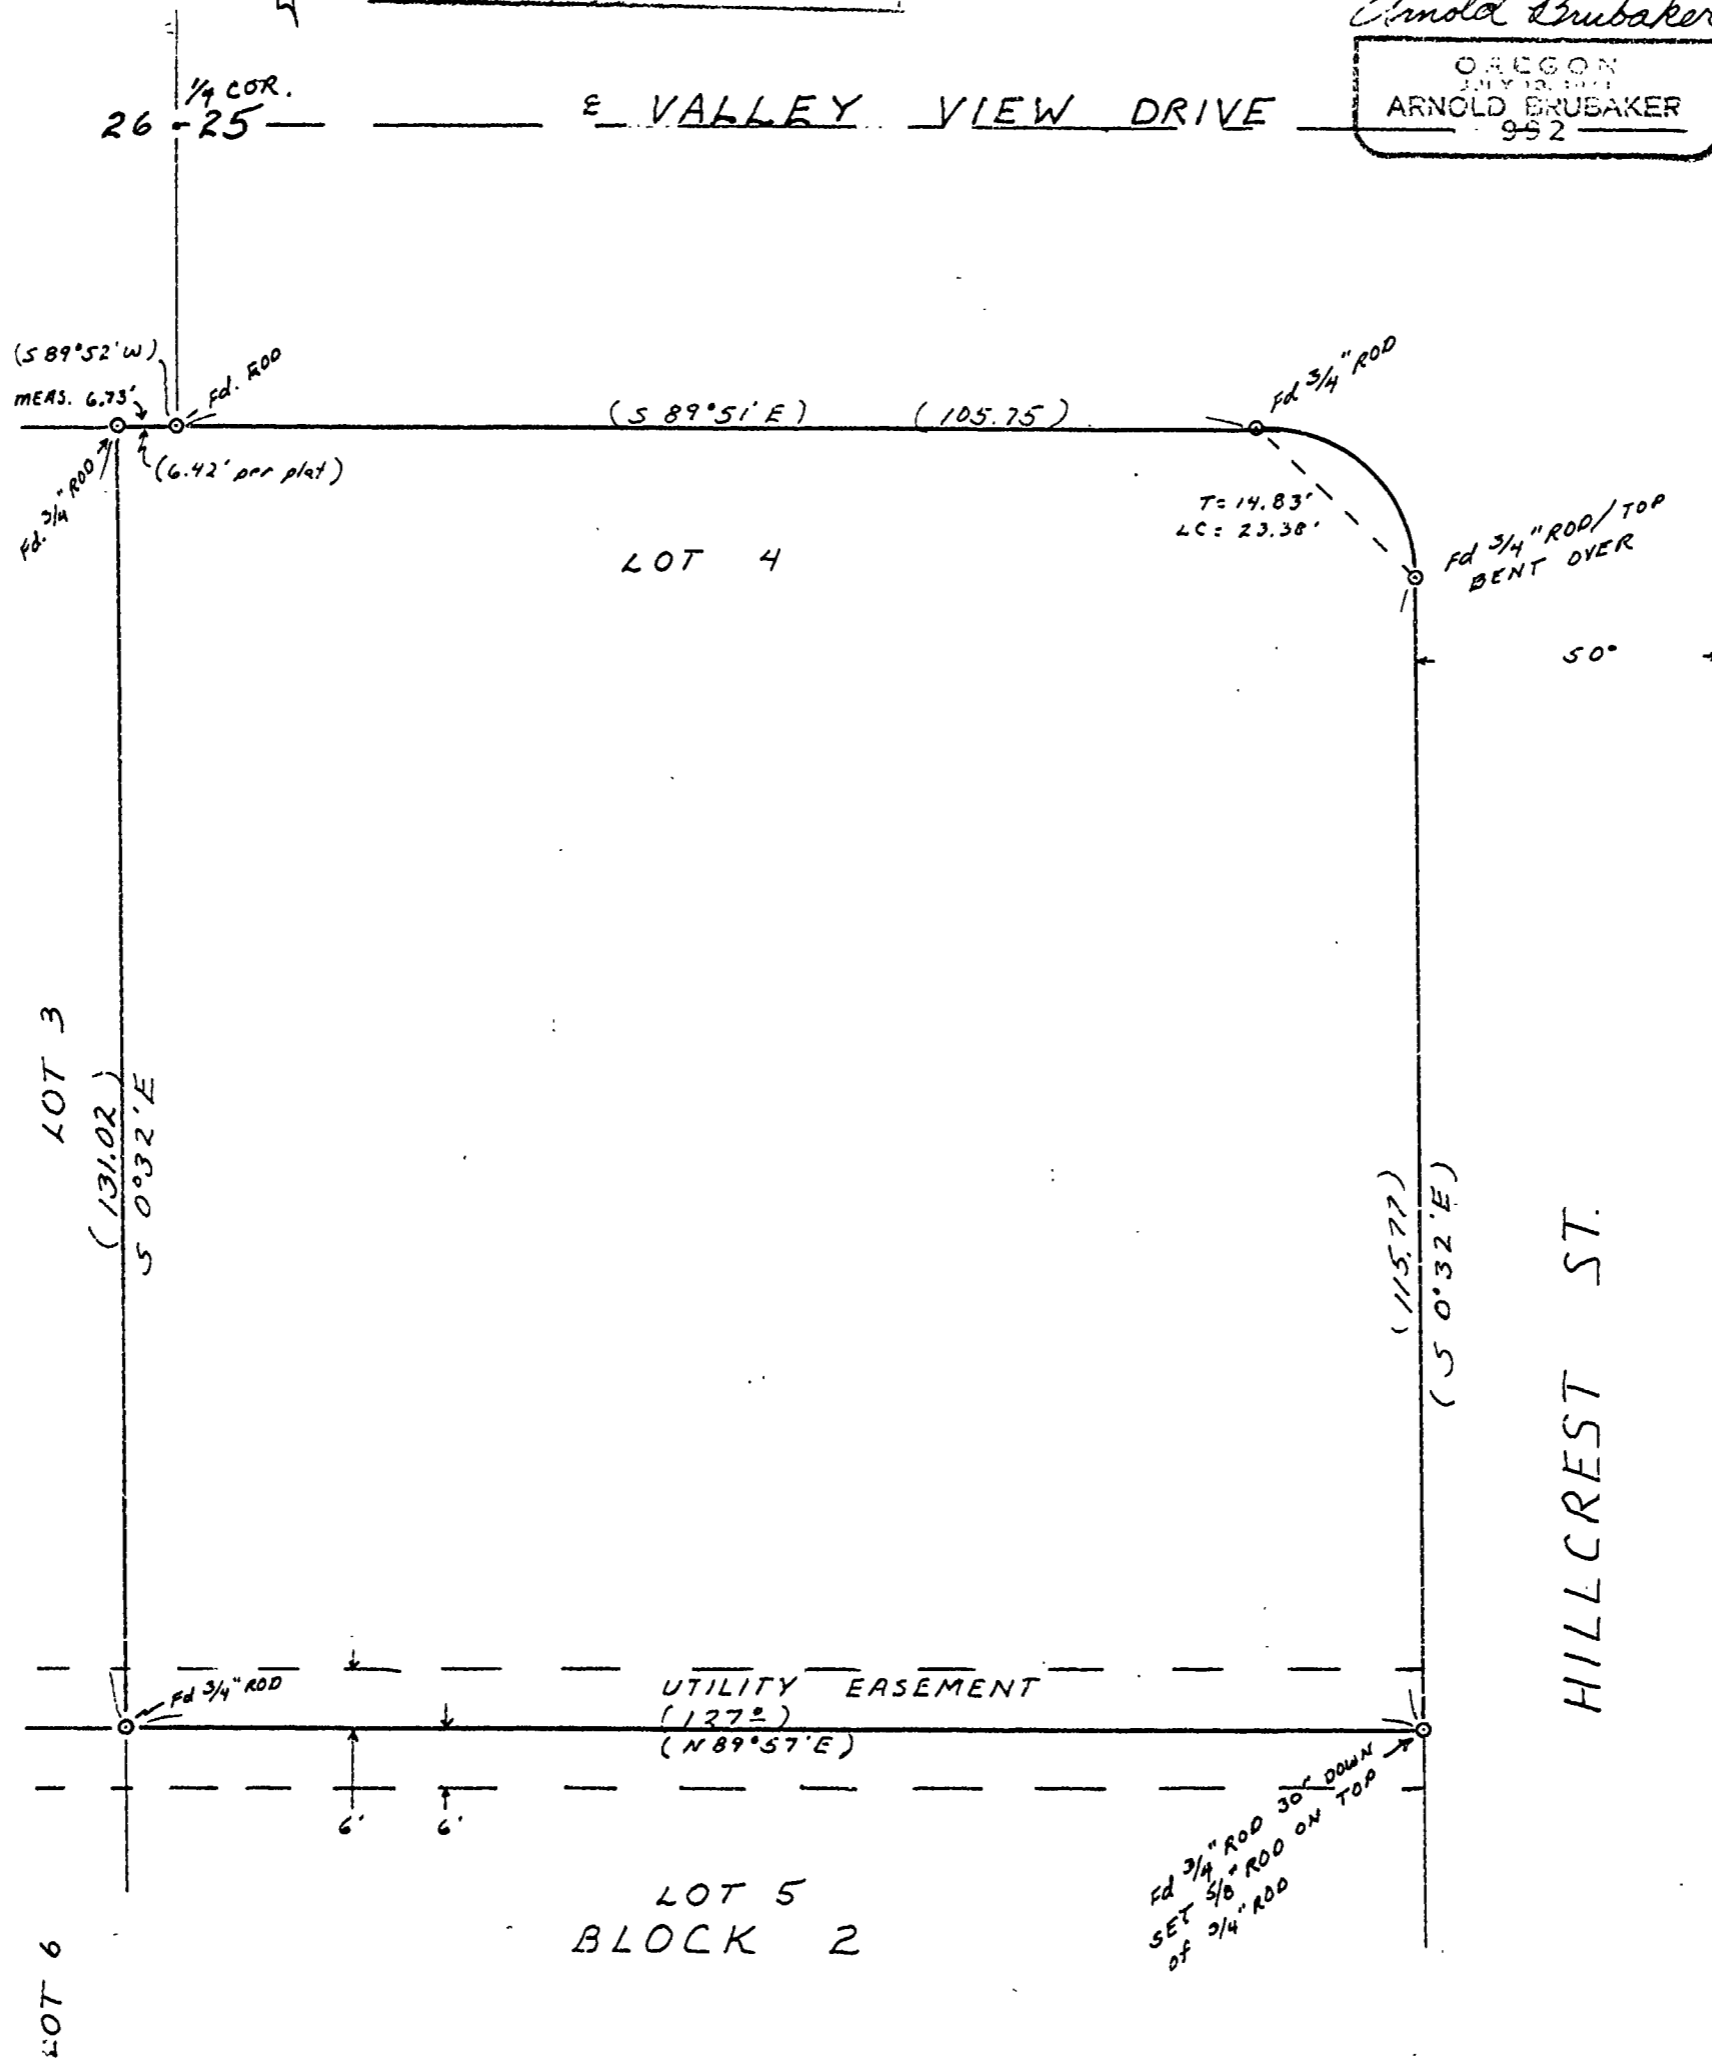 Arnold Brubaker
OREGON
ARNOLD BRUBAKER
952
1/4 COR.
26 - 25
VALLEY VIEW DRIVE
(S 89°52' W)
MEAS. 6.73'
Fd. ROD
(S 89°51' E) (105.75)
Fd 3/4" ROD
Fd. 3/4" ROD
(6.42' per plat)
T= 14.83'
LC= 23.38'
LOT 4
Fd 3/4" ROD/TOP
BENT OVER
50°
LOT 3
(131.02)
S 0°32'E
(115.77)
(S 0°32'E)
HILLCREST ST.
Fd 3/4" ROD
UTILITY EASEMENT
(127°)
(N 89°57'E)
6'
6'
Fd 3/4" ROD 30" DOWN
SET 5/8" ROD ON TOP
of 3/4" ROD
LOT 5
BLOCK 2
LOT 6